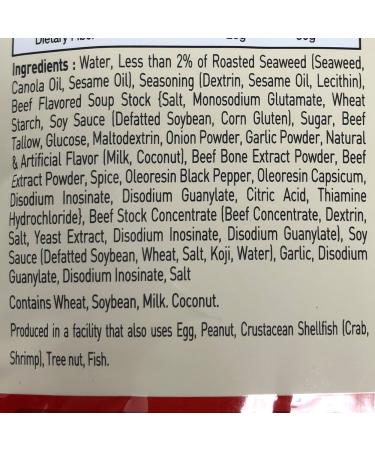 Dietary Fiber
Ingredients : Water, Less than 2% of Roasted Seaweed (Seaweed,
Canola Oil, Sesame Oil), Seasoning (Dextrin, Sesame Oil, Lecithin),
Beef Flavored Soup Stock {Salt, Monosodium Glutamate, Wheat
Starch, Soy Sauce (Defatted Soybean, Corn Gluten), Sugar, Beef
Tallow, Glucose, Maltodextrin, Onion Powder, Garlic Powder, Natural
& Artificial Flavor (Milk, Coconut), Beef Bone Extract Powder, Beef
Extract Powder, Spice, Oleoresin Black Pepper, Oleoresin Capsicum,
Disodium Inosinate, Disodium Guanylate, Citric Acid, Thiamine
Hydrochloride}, Beef Stock Concentrate (Beef Concentrate, Dextrin,
Salt, Yeast Extract, Disodium Inosinate, Disodium Guanylate), Soy
Sauce (Defatted Soybean, Wheat, Salt, Koji, Water), Garlic, Disodium
Guanylate, Disodium Inosinate, Salt
Contains Wheat, Soybean, Milk. Coconut.
Produced in a facility that also uses Egg, Peanut, Crustacean Shellfish (Crab,
Shrimp), Tree nut, Fish.